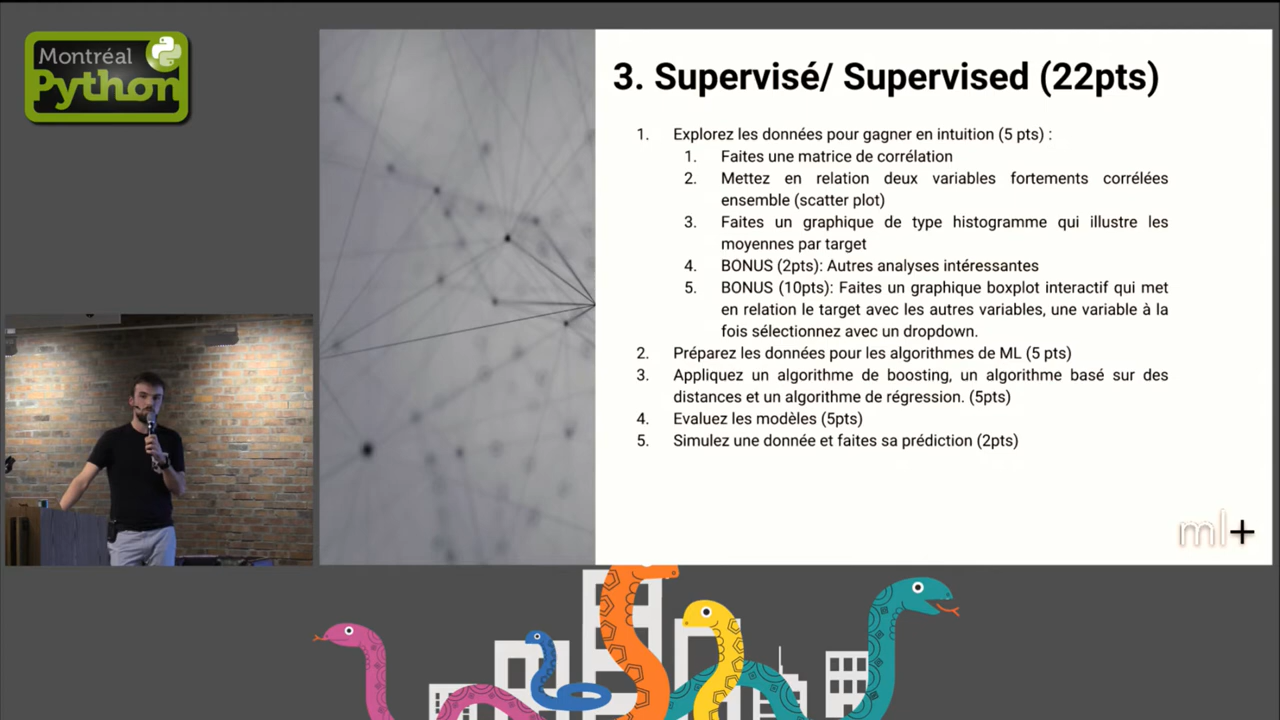 Montréal
Python
3. Supervisé/ Supervised (22pts)
1. Explorez les données pour gagner en intuition (5 pts) :
1. Faites une matrice de corrélation
2. Mettez en relation deux variables fortements corrélées
ensemble (scatter plot)
3. Faites un graphique de type histogramme qui illustre les
moyennes par target
4. BONUS (2pts): Autres analyses intéressantes
5. BONUS (10pts): Faites un graphique boxplot interactif qui met
en relation le target avec les autres variables, une variable à la
fois sélectionnez avec un dropdown.
2. Préparez les données pour les algorithmes de ML (5 pts)
3. Appliquez un algorithme de boosting, un algorithme basé sur des
distances et un algorithme de régression. (5pts)
4. Evaluez les modèles (5pts)
5. Simulez une donnée et faites sa prédiction (2pts)
ml+